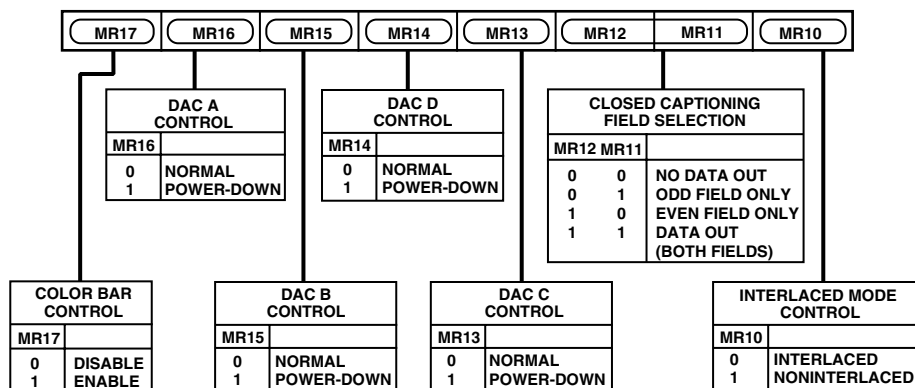 MR17 MR16 MR15 MR14 MR13 MR12 MR11 MR10
DAC A
CONTROL
MR16
0 NORMAL
1 POWER-DOWN
DAC D
CONTROL
MR14
0 NORMAL
1 POWER-DOWN
CLOSED CAPTIONING
FIELD SELECTION
MR12 MR11
0 0 NO DATA OUT
0 1 ODD FIELD ONLY
1 0 EVEN FIELD ONLY
1 1 DATA OUT
(BOTH FIELDS)
COLOR BAR
CONTROL
MR17
0 DISABLE
1 ENABLE
DAC B
CONTROL
MR15
0 NORMAL
1 POWER-DOWN
DAC C
CONTROL
MR13
0 NORMAL
1 POWER-DOWN
INTERLACED MODE
CONTROL
MR10
0 INTERLACED
1 NONINTERLACED